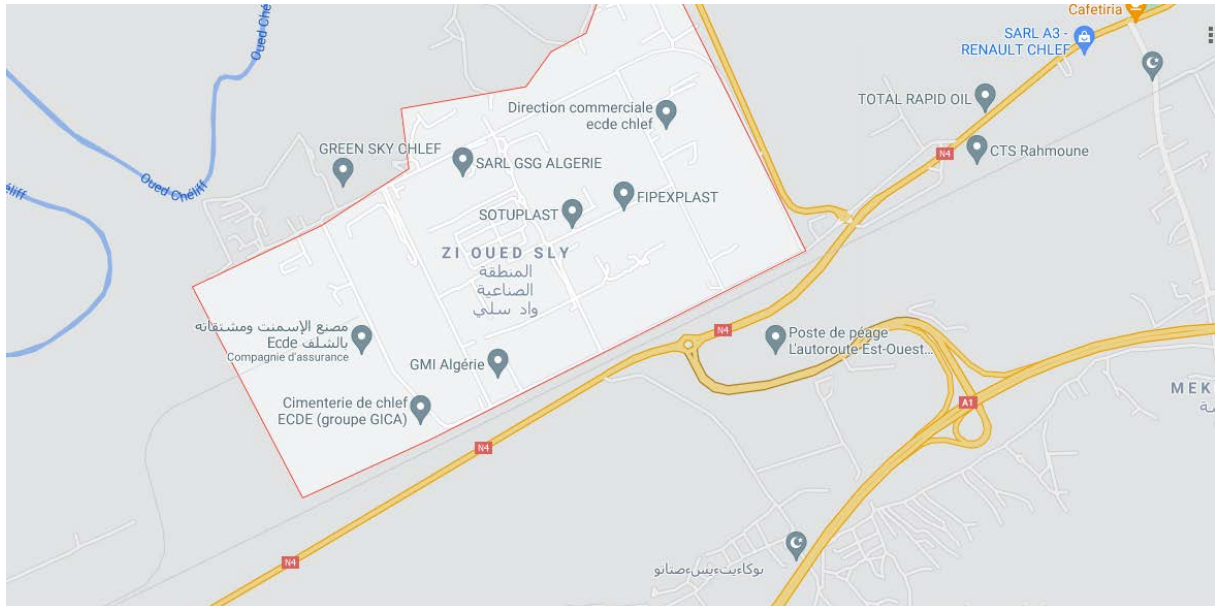 Cafetiria
SARL A3 -
RENAULT CHLEF
Oued Ché
TOTAL RAPID OIL
Direction commerciale
ecde chlef
N4
CTS Rahmoune
GREEN SKY CHLEF
SARL GSG ALGERIE
Oued Chéliff
héliff
FIPEXPLAST
SOTUPLAST
ZI OUED SLY
المنطقة
الصناعية
واد سلي
مصنع الإسمنت ومشتقاته
بالشلف Ecde
Compagnie d'assurance
N4
Poste de péage
L'autoroute Est-Ouest...
GMI Algérie
MEK
Cimenterie de chlef
ECDE (groupe GICA)
A1
N4
N4